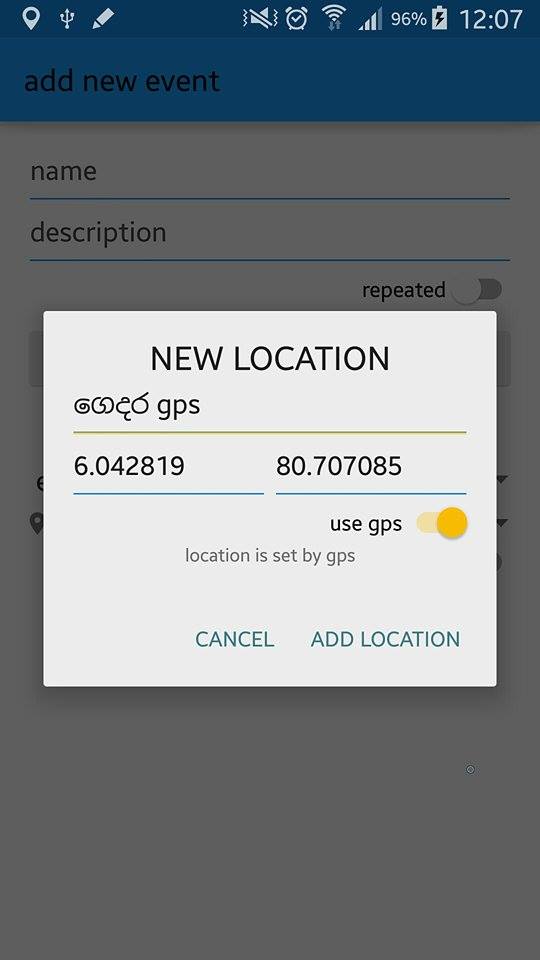 96% 12:07
add new event
name
description
repeated
NEW LOCATION
ගෙදර gps
6.042819 80.707085
use gps
location is set by gps
CANCEL ADD LOCATION